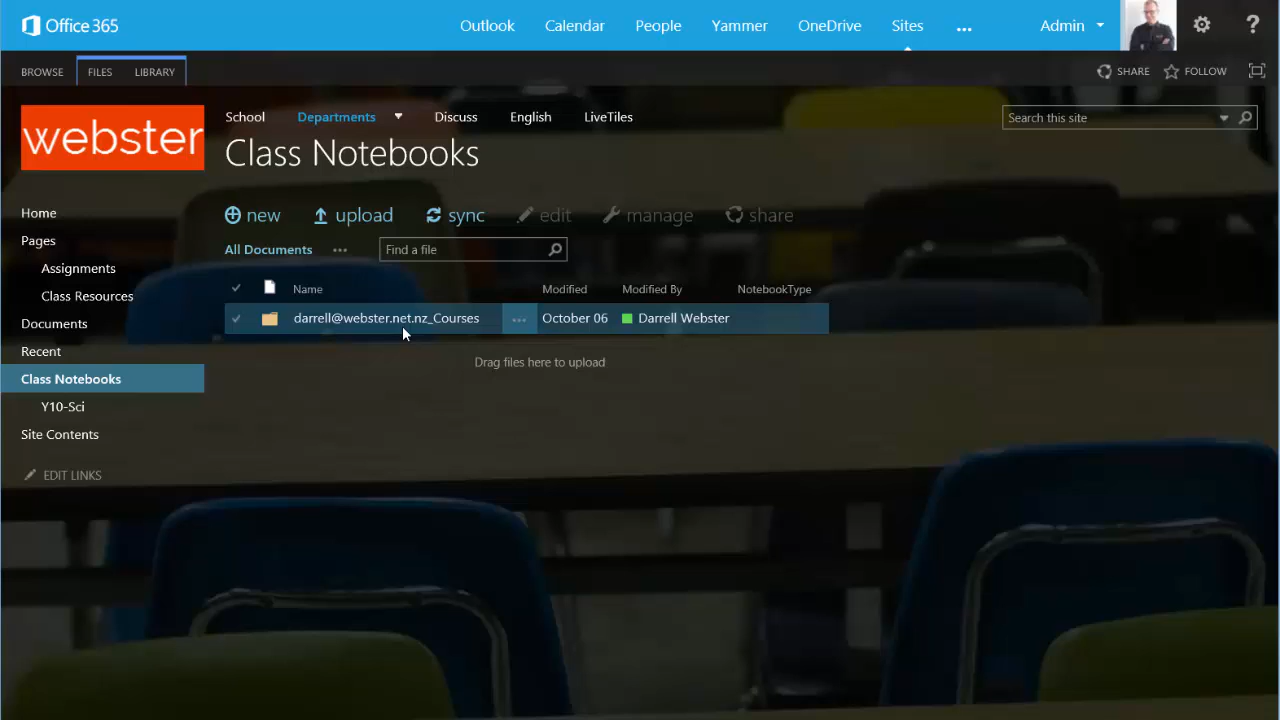 Office 365
Outlook Calendar People Yammer OneDrive Sites ... Admin ?
BROWSE FILES LIBRARY SHARE FOLLOW
webster
School Departments Discuss English LiveTiles
Search this site
Class Notebooks
new upload sync edit manage share
All Documents ... Find a file
Name Modified Modified By NotebookType
darrell@webster.net.nz_Courses ... October 06 Darrell Webster
Drag files here to upload
Home
Pages
Assignments
Class Resources
Documents
Recent
Class Notebooks
Y10-Sci
Site Contents
EDIT LINKS